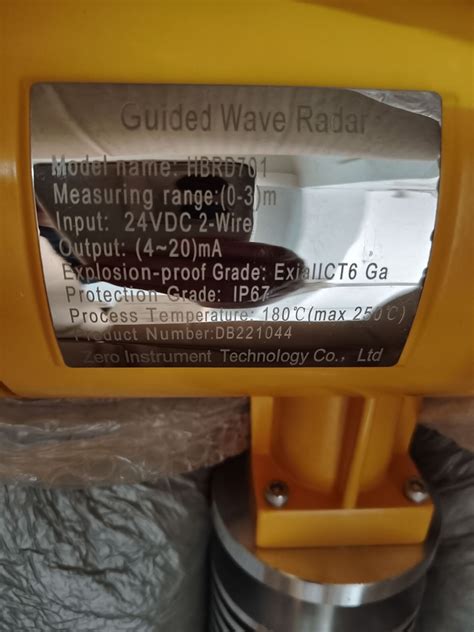 Guided Wave Radar
Model name: HBRD701
Measuring range:(0-3)m
Input: 24VDC 2-Wire
Output: (4~20)mA
Explosion-proof Grade: ExiaIICT6 Ga
Protection Grade: IP67
Process Temperature: 180℃(max 250℃)
Product Number:DB221044
Zero Instrument Technology Co., Ltd